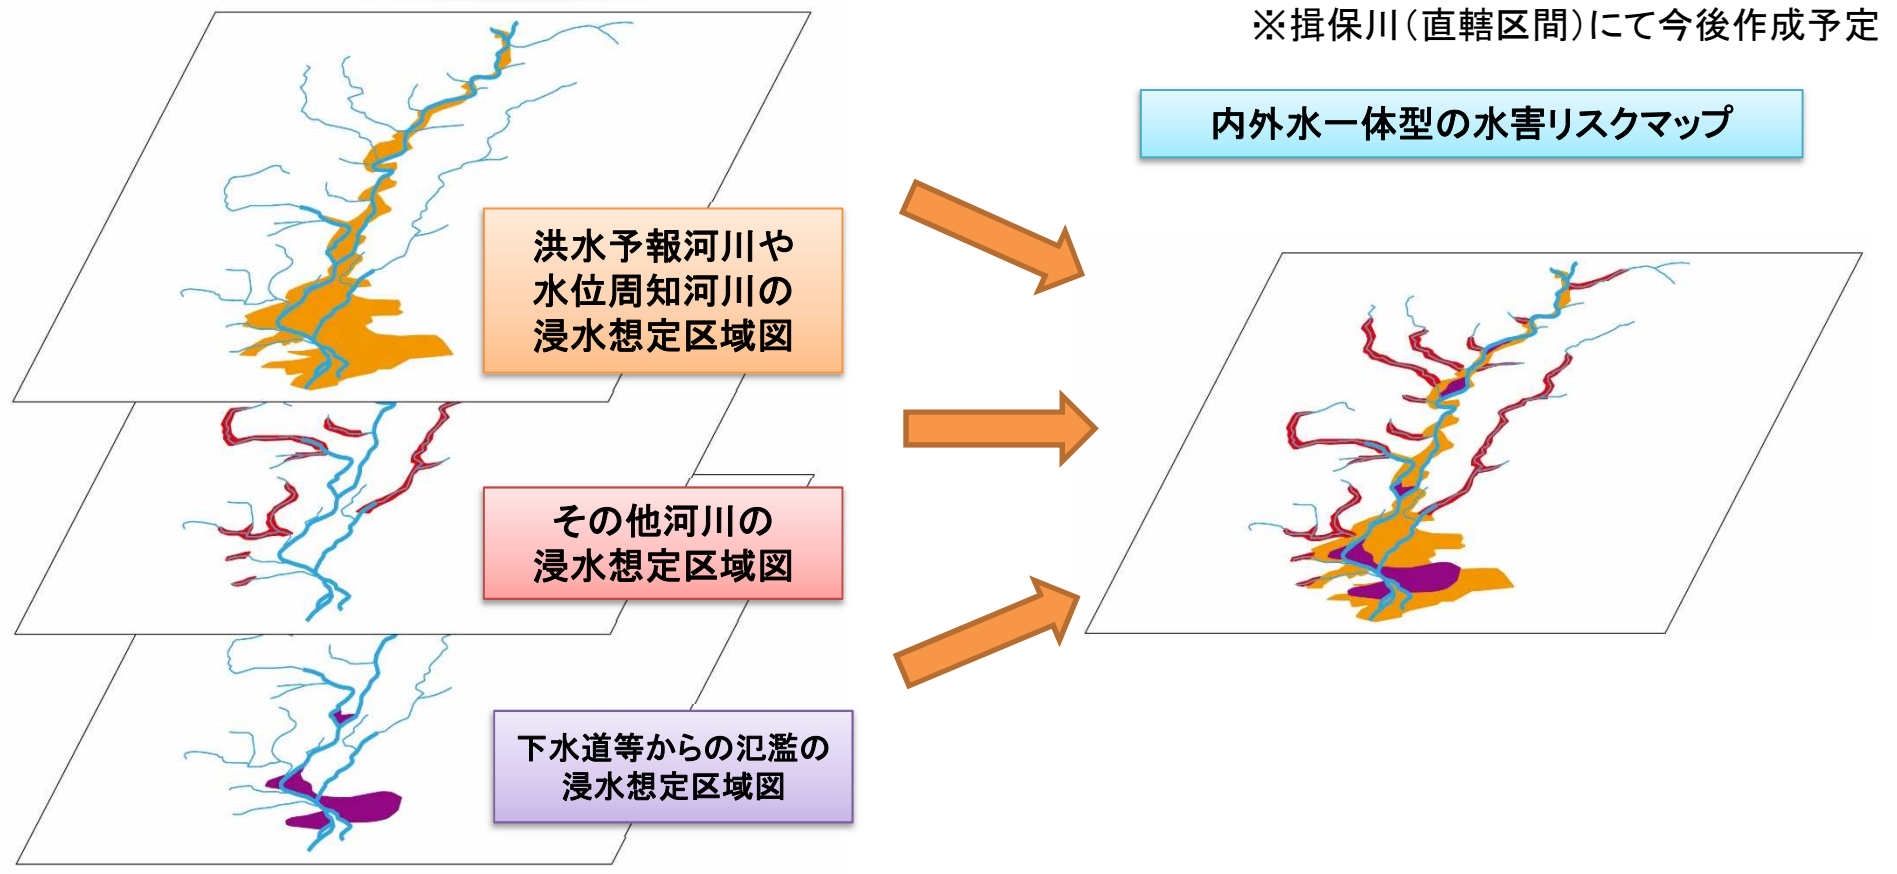 ※揖保川（直轄区間）にて今後作成予定
内外水一体型の水害リスクマップ
洪水予報河川や
水位周知河川の
浸水想定区域図
その他河川の
浸水想定区域図
下水道等からの氾濫の
浸水想定区域図